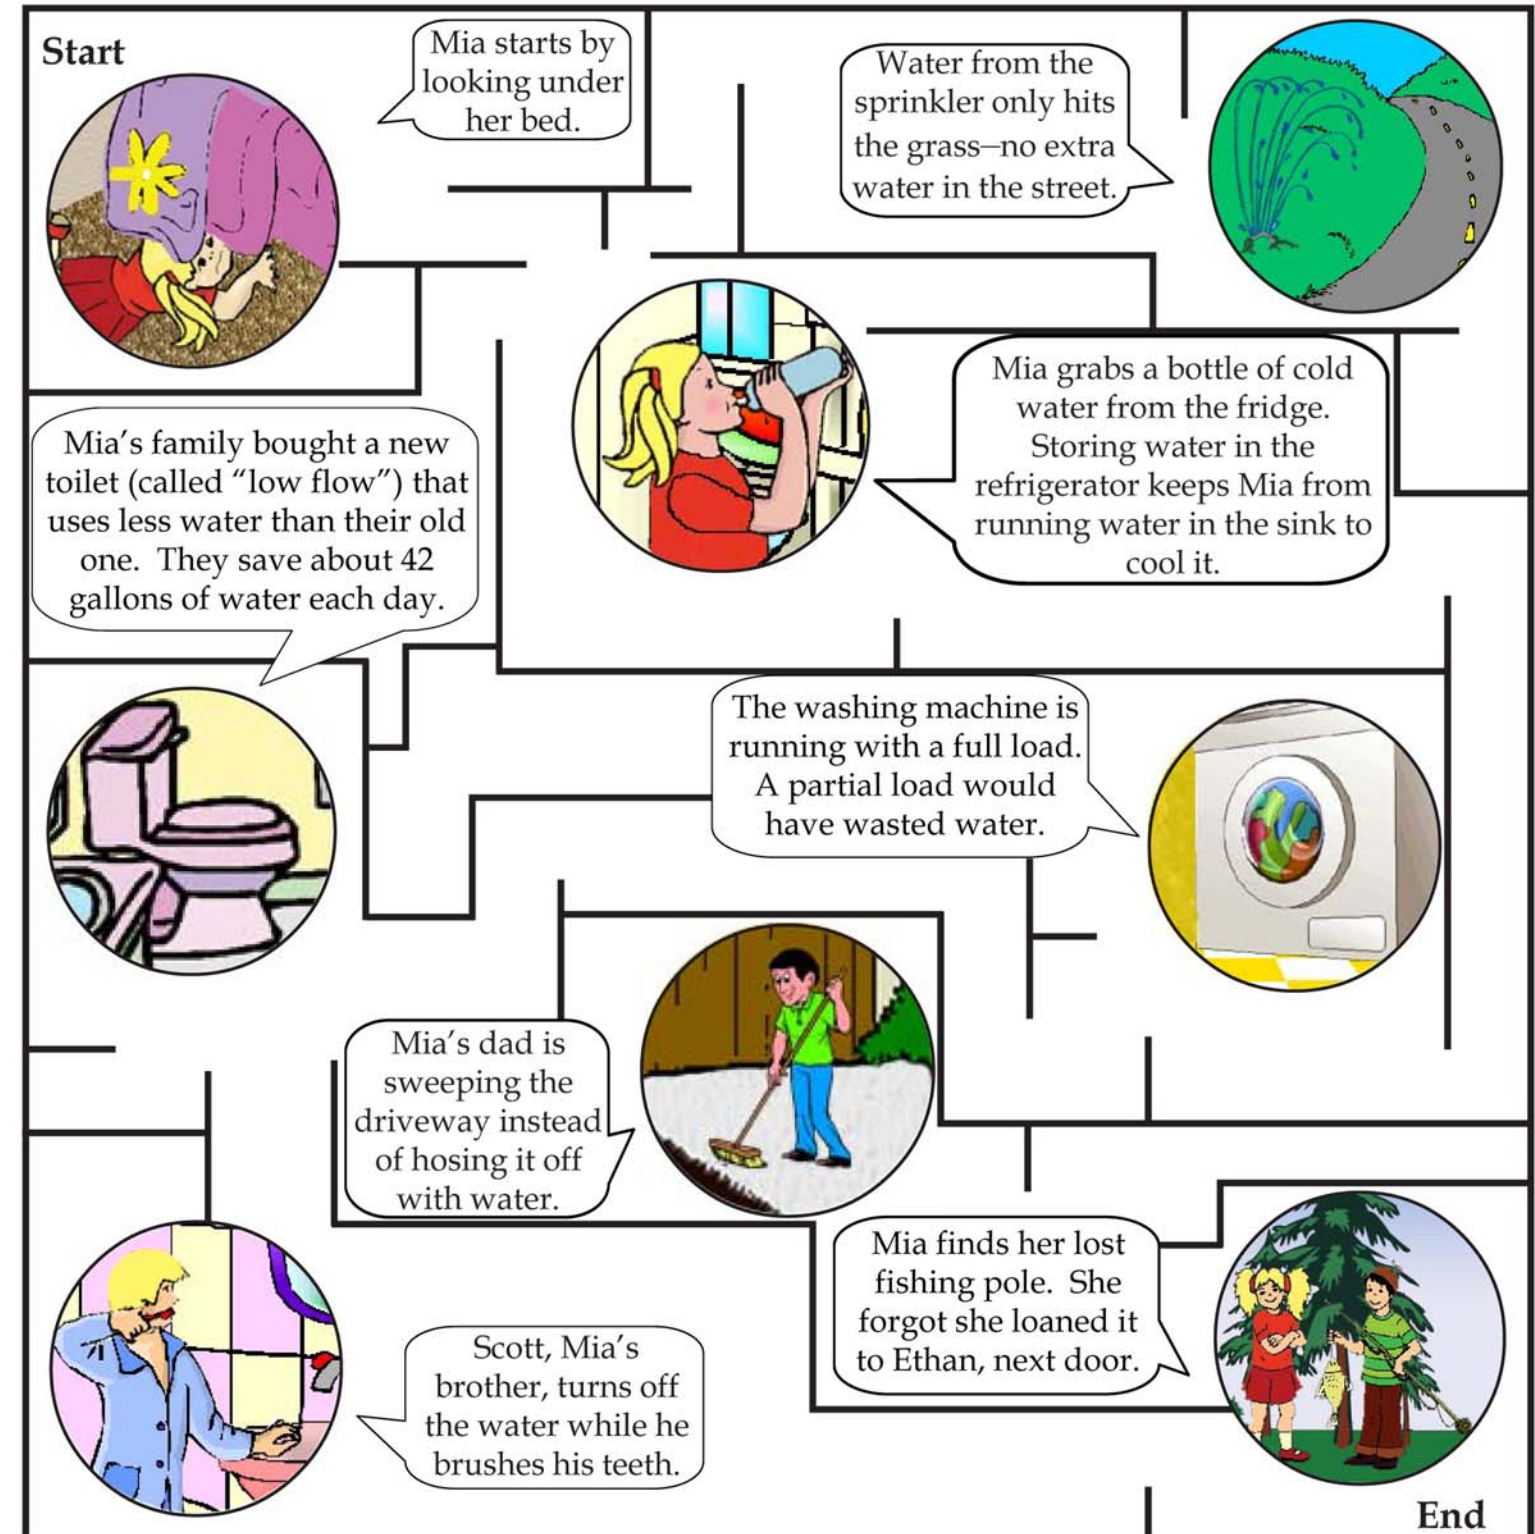 Start
Mia starts by
looking under
her bed.
Water from the
sprinkler only hits
the grass—no extra
water in the street.
Mia grabs a bottle of cold
water from the fridge.
Storing water in the
refrigerator keeps Mia from
running water in the sink to
cool it.
Mia’s family bought a new
toilet (called “low flow”) that
uses less water than their old
one.  They save about 42
gallons of water each day.
The washing machine is
running with a full load.
A partial load would
have wasted water.
Mia’s dad is
sweeping the
driveway instead
of hosing it off
with water.
Mia finds her lost
fishing pole.  She
forgot she loaned it
to Ethan, next door.
Scott, Mia’s
brother, turns off
the water while he
brushes his teeth.
End